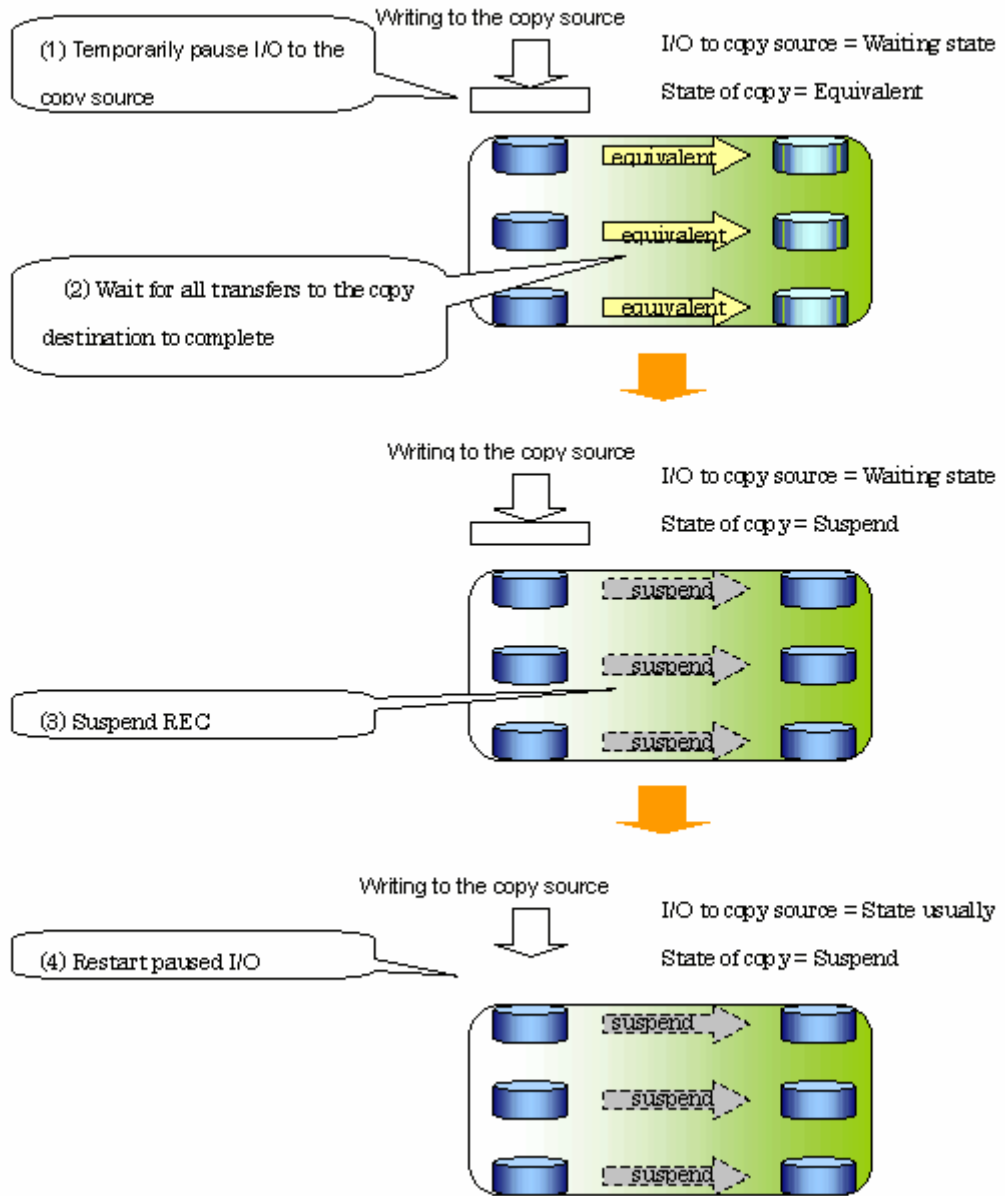 Writing to the copy source
(1) Temporarily pause I/O to the
copy source
I/O to copy source = Waiting state
State of copy = Equivalent
equivalent
equivalent
(2) Wait for all transfers to the copy
destination to complete
equivalent
Writing to the copy source
I/O to copy source = Waiting state
State of copy = Suspend
suspend
suspend
(3) Suspend REC
suspend
Writing to the copy source
I/O to copy source = State usually
(4) Restart paused I/O
State of copy = Suspend
suspend
suspend
suspend